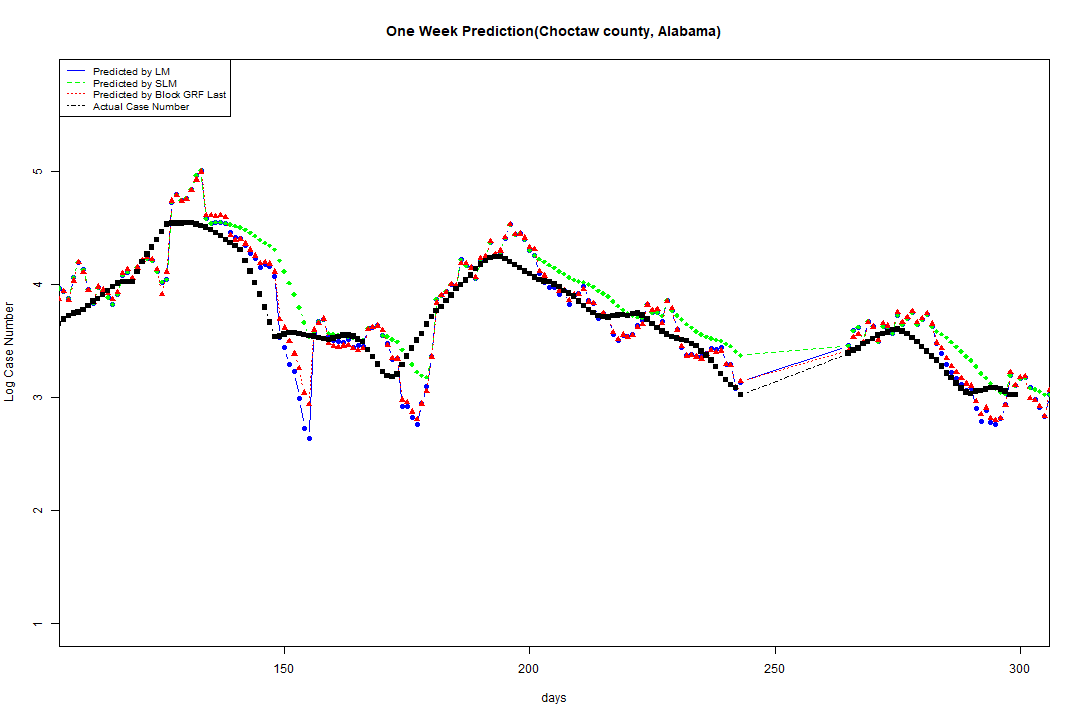 One Week Prediction(Choctaw county, Alabama)
Predicted by LM
Predicted by SLM
Predicted by Block GRF Last
Actual Case Number
5
4
3
2
1
Log Case Number
150
200
250
300
days